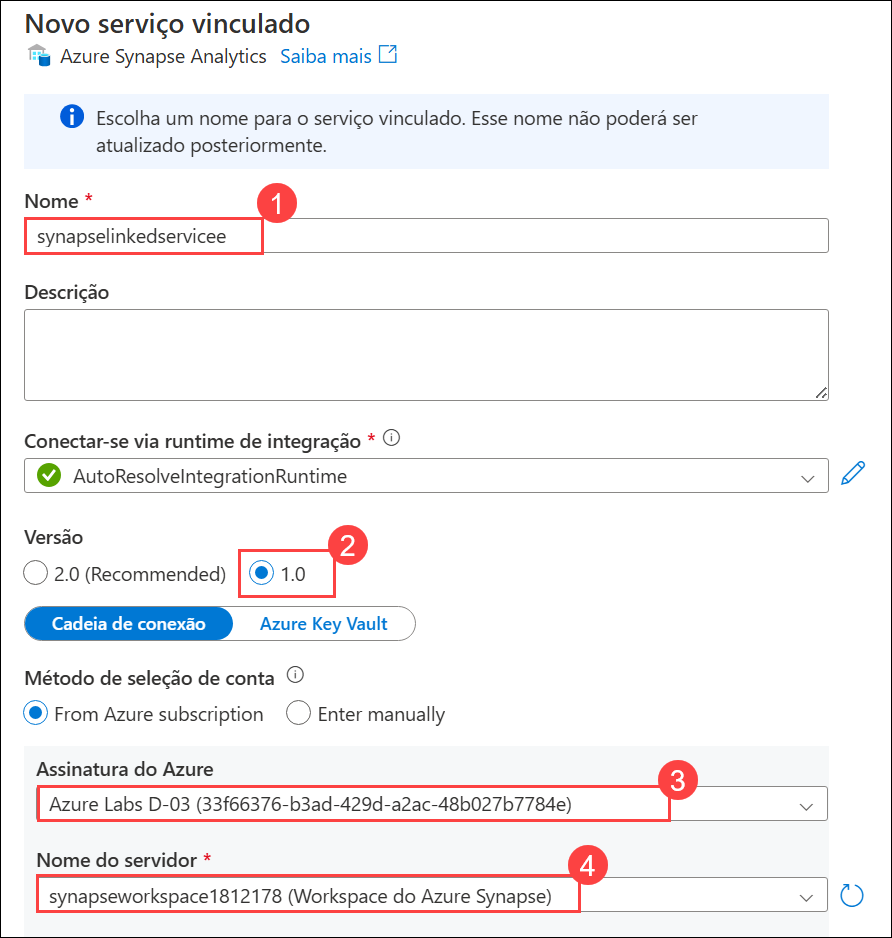 Novo serviço vinculado
Azure Synapse Analytics Saiba mais
Escolha um nome para o serviço vinculado. Esse nome não poderá ser
atualizado posteriormente.
Nome *
1
synapselinkedservicee
Descrição
Conectar-se via runtime de integração *
AutoResolveIntegrationRuntime
Versão
2
2.0 (Recommended) 1.0
Cadeia de conexão Azure Key Vault
Método de seleção de conta
From Azure subscription Enter manually
Assinatura do Azure
3
Azure Labs D-03 (33f66376-b3ad-429d-a2ac-48b027b7784e)
Nome do servidor *
4
synapseworkspace1812178 (Workspace do Azure Synapse)